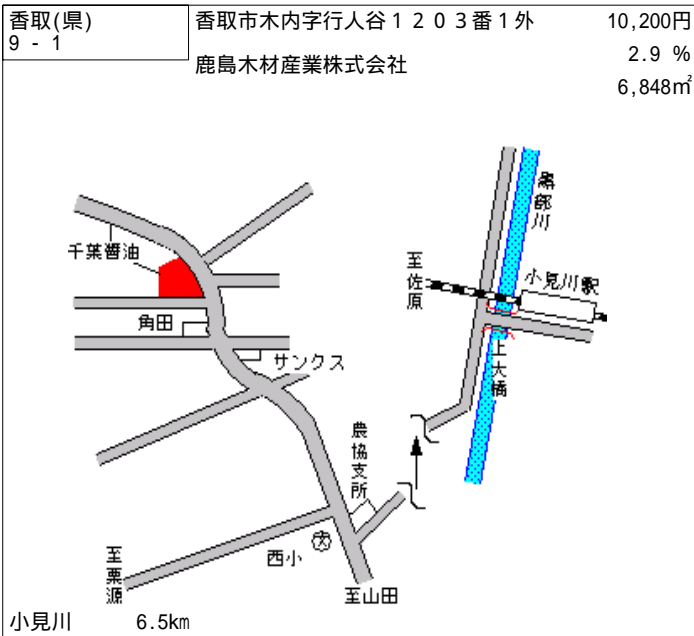 香取(県)
9 - 1
香取市木内字行人谷１２０３番１外
10,200円
鹿島木材産業株式会社
2.9 %
6,848㎡
黒部川
千葉醤油
至佐原
小見川駅
角田
サンクス
上大橋
農協支所
西小
文
至栗源
至山田
小見川 6.5km